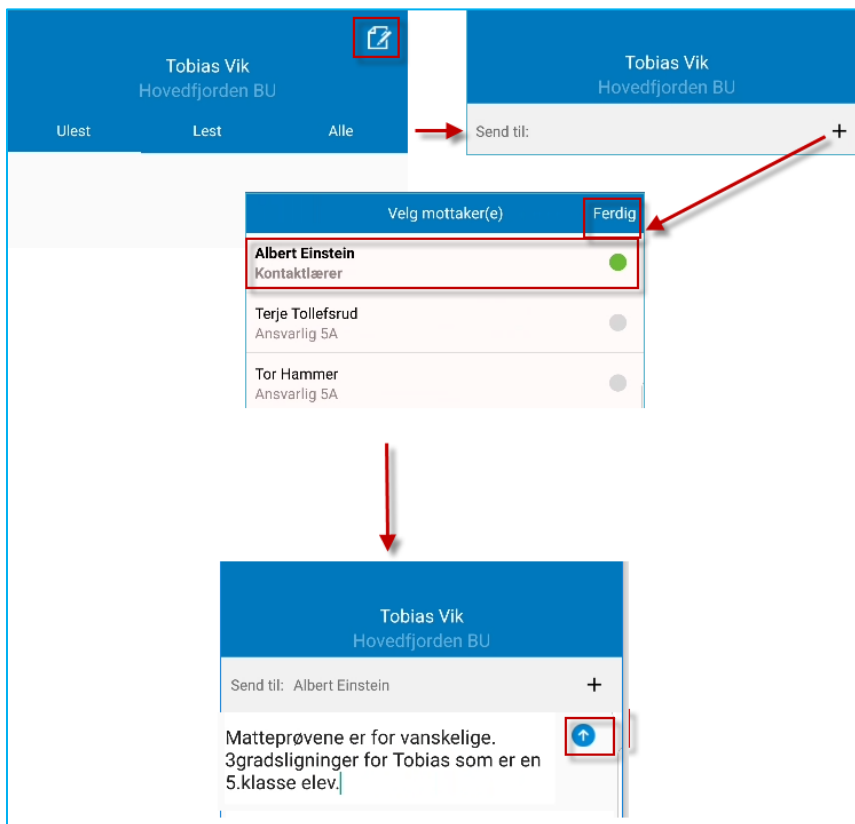 Tobias Vik
Hovedfjorden BU
Ulest Lest Alle
Tobias Vik
Hovedfjorden BU
Send til: +
Velg mottaker(e) Ferdig
Albert Einstein
Kontaktlærer
Terje Tollefsrud
Ansvarlig 5A
Tor Hammer
Ansvarlig 5A
Tobias Vik
Hovedfjorden BU
Send til: Albert Einstein +
Matteprøvene er for vanskelige.
3gradsligninger for Tobias som er en
5.klasse elev.